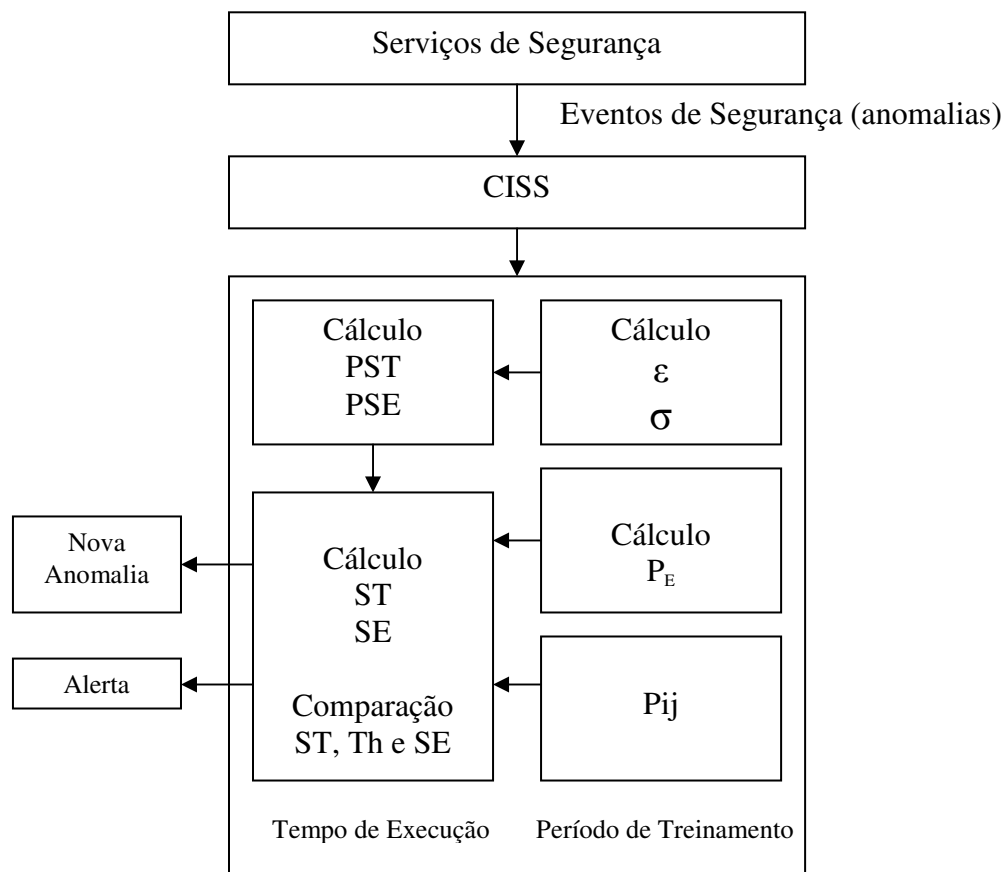 Serviços de Segurança
Eventos de Segurança (anomalias)
CISS
Cálculo
PST
PSE
Cálculo
ε
σ
Nova
Anomalia
Alerta
Cálculo
ST
SE
Comparação
ST, Th e SE
Cálculo
P_E
Pij
Tempo de Execução
Período de Treinamento